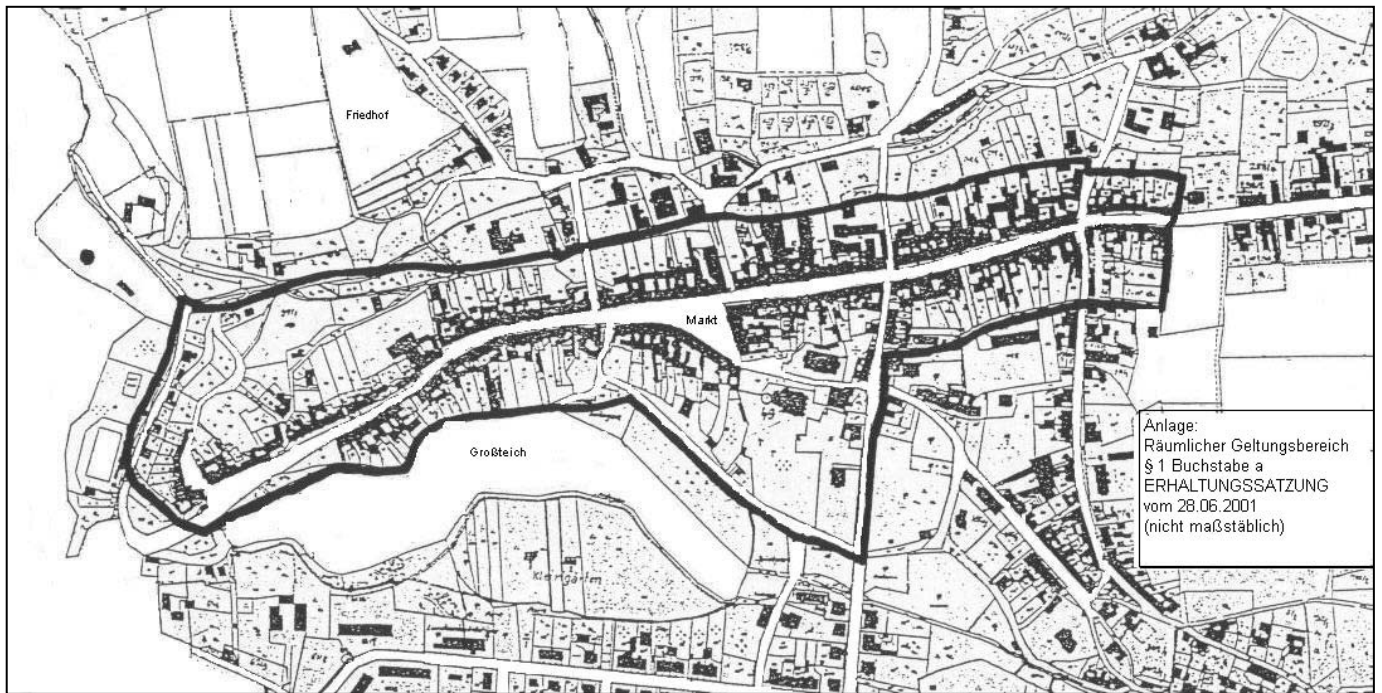 Friedhof
Markt
Großteich
Kleingärten
Anlage:
Räumlicher Geltungsbereich
§ 1 Buchstabe a
ERHALTUNGSSATZUNG
vom 28.06.2001
(nicht maßstäblich)